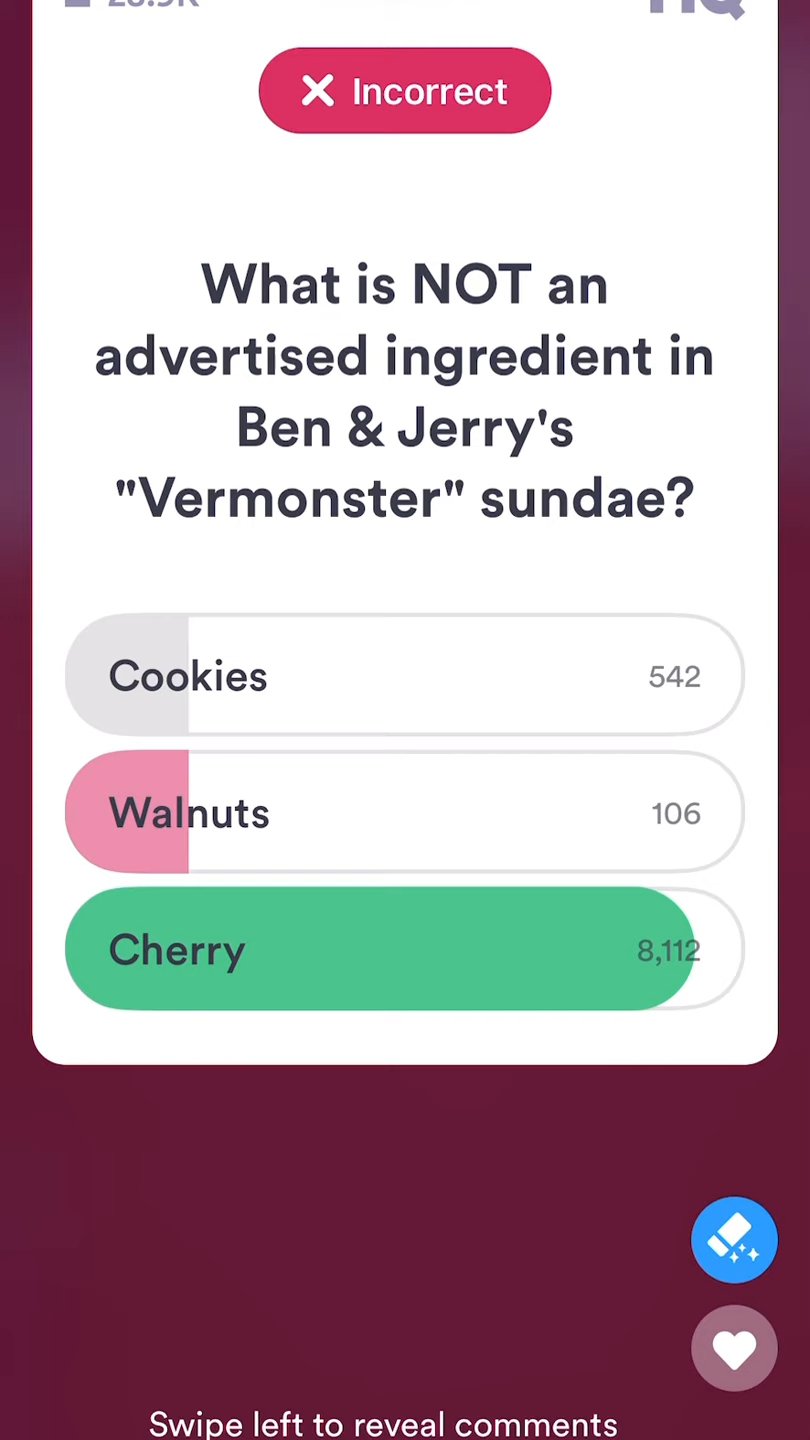 Incorrect
What is NOT an
advertised ingredient in
Ben & Jerry's
"Vermonster" sundae?
Cookies 542
Walnuts 106
Cherry 8,112
Swipe left to reveal comments